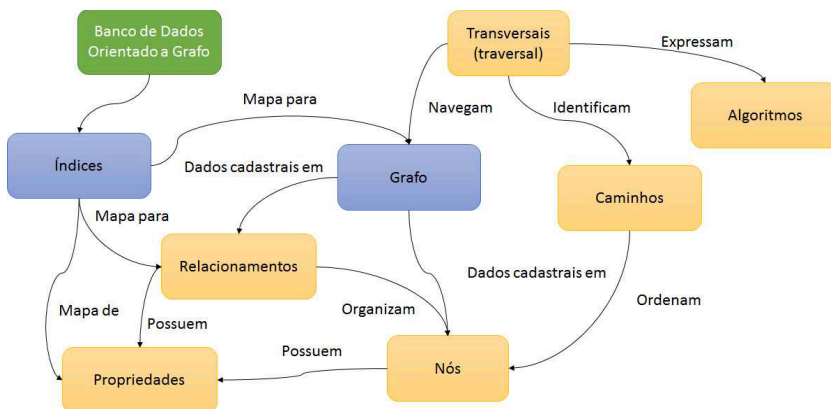 Banco de Dados
Orientado a Grafo
Transversais
(traversal)
Expressam
Mapa para
Navegam
Identificam
Algoritmos
Índices
Dados cadastrais em
Grafo
Caminhos
Mapa para
Relacionamentos
Dados cadastrais em
Ordenam
Mapa de
Possuem
Organizam
Possuem
Propriedades
Nós